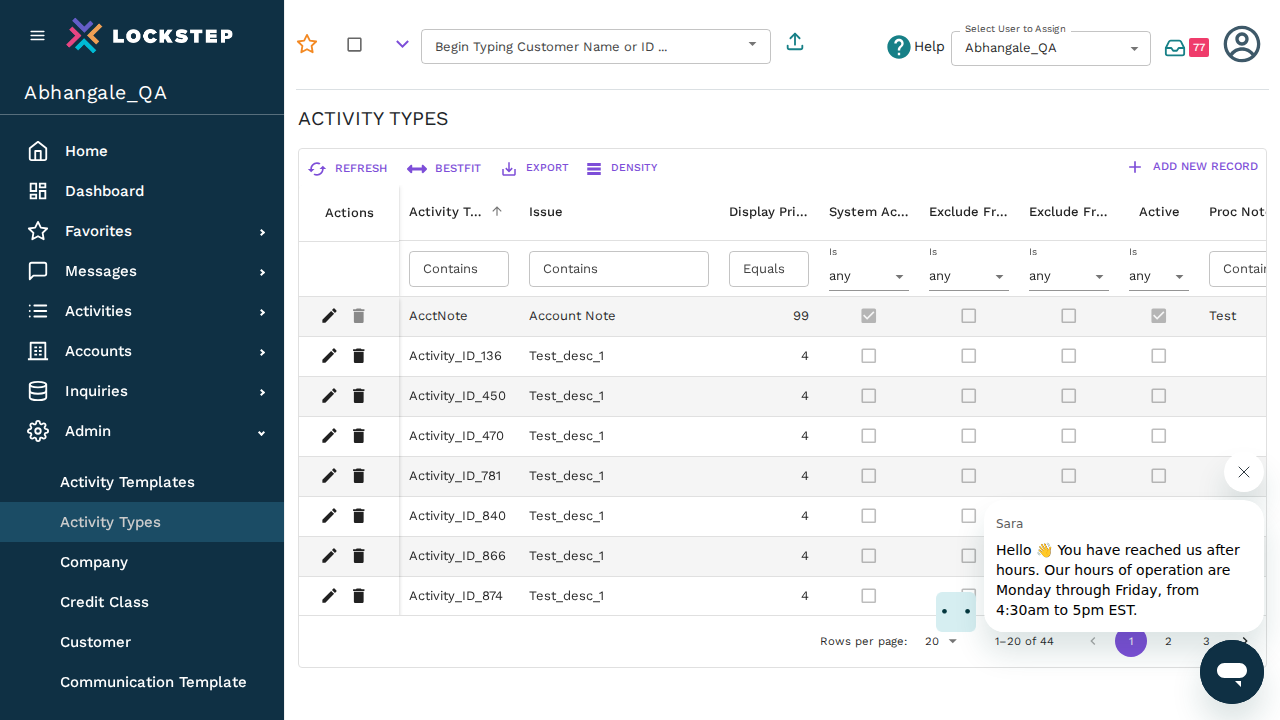 LOCKSTEP
Abhangale_QA
Home
Dashboard
Favorites
Messages
Activities
Accounts
Inquiries
Admin
Activity Templates
Activity Types
Company
Credit Class
Customer
Communication Template
Begin Typing Customer Name or ID ...
Help
Select User to Assign
Abhangale_QA
77
ACTIVITY TYPES
REFRESH BESTFIT EXPORT DENSITY ADD NEW RECORD
Actions Activity T... Issue Display Pri... System Ac... Exclude Fr... Exclude Fr... Active Proc Note
Is Is Is Is
Contains Contains Equals any any any any Contain
AcctNote Account Note 99 Test
Activity_ID_136 Test_desc_1 4
Activity_ID_450 Test_desc_1 4
Activity_ID_470 Test_desc_1 4
Activity_ID_781 Test_desc_1 4
Activity_ID_840 Test_desc_1 4
Activity_ID_866 Test_desc_1 4
Activity_ID_874 Test_desc_1 4
Sara
Hello 👋 You have reached us after
hours. Our hours of operation are
Monday through Friday, from
4:30am to 5pm EST.
Rows per page: 20 1–20 of 44 1 2 3